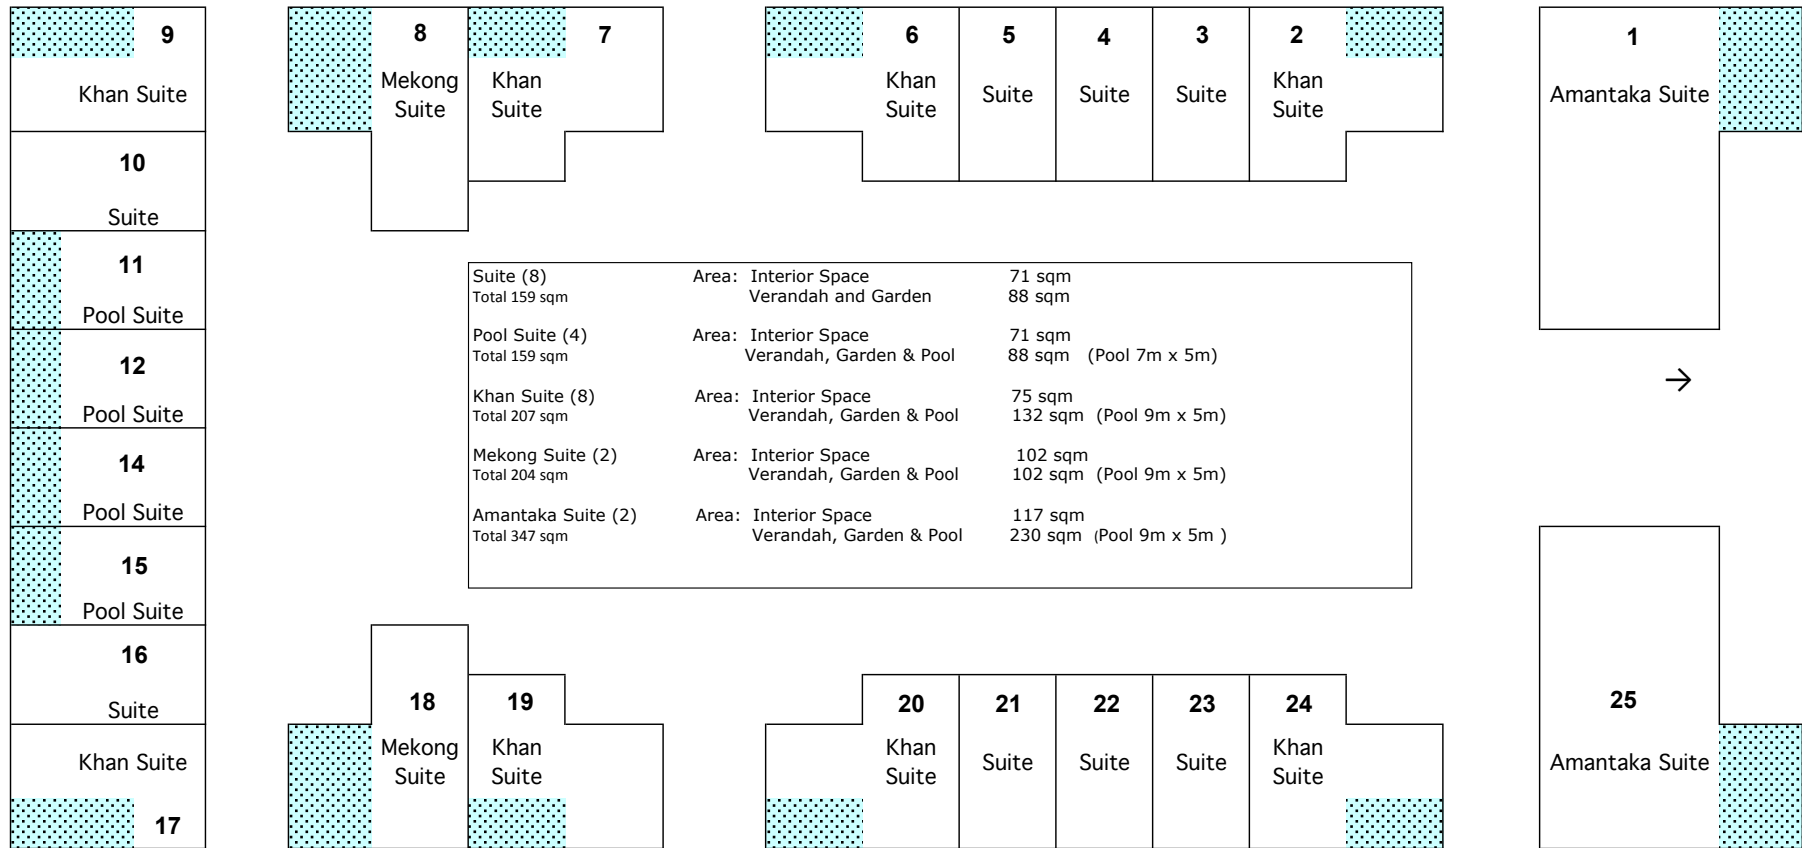 9
8
7
6
5
4
3
2
1
Khan Suite
Mekong
Suite
Khan
Suite
Khan
Suite
Suite
Suite
Suite
Khan
Suite
Amantaka Suite
10
Suite
11
Pool Suite
12
Pool Suite
14
Pool Suite
15
Pool Suite
16
Suite
Khan Suite
17
Suite (8) Area: Interior Space 71 sqm
Total 159 sqm Verandah and Garden 88 sqm
Pool Suite (4) Area: Interior Space 71 sqm
Total 159 sqm Verandah, Garden & Pool 88 sqm (Pool 7m x 5m)
Khan Suite (8) Area: Interior Space 75 sqm
Total 207 sqm Verandah, Garden & Pool 132 sqm (Pool 9m x 5m)
Mekong Suite (2) Area: Interior Space 102 sqm
Total 204 sqm Verandah, Garden & Pool 102 sqm (Pool 9m x 5m)
Amantaka Suite (2) Area: Interior Space 117 sqm
Total 347 sqm Verandah, Garden & Pool 230 sqm (Pool 9m x 5m )
→
18
Mekong
Suite
19
Khan
Suite
20
Khan
Suite
21
Suite
22
Suite
23
Suite
24
Khan
Suite
25
Amantaka Suite